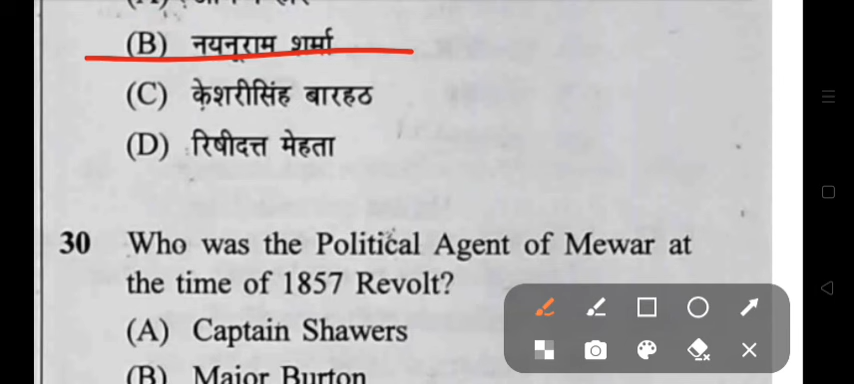 (B) नयनूराम शर्मा
(C) केशरीसिंह बारहठ
(D) रिषीदत्त मेहता
30 Who was the Political Agent of Mewar at
the time of 1857 Revolt?
(A) Captain Shawers
(B) Major Burton